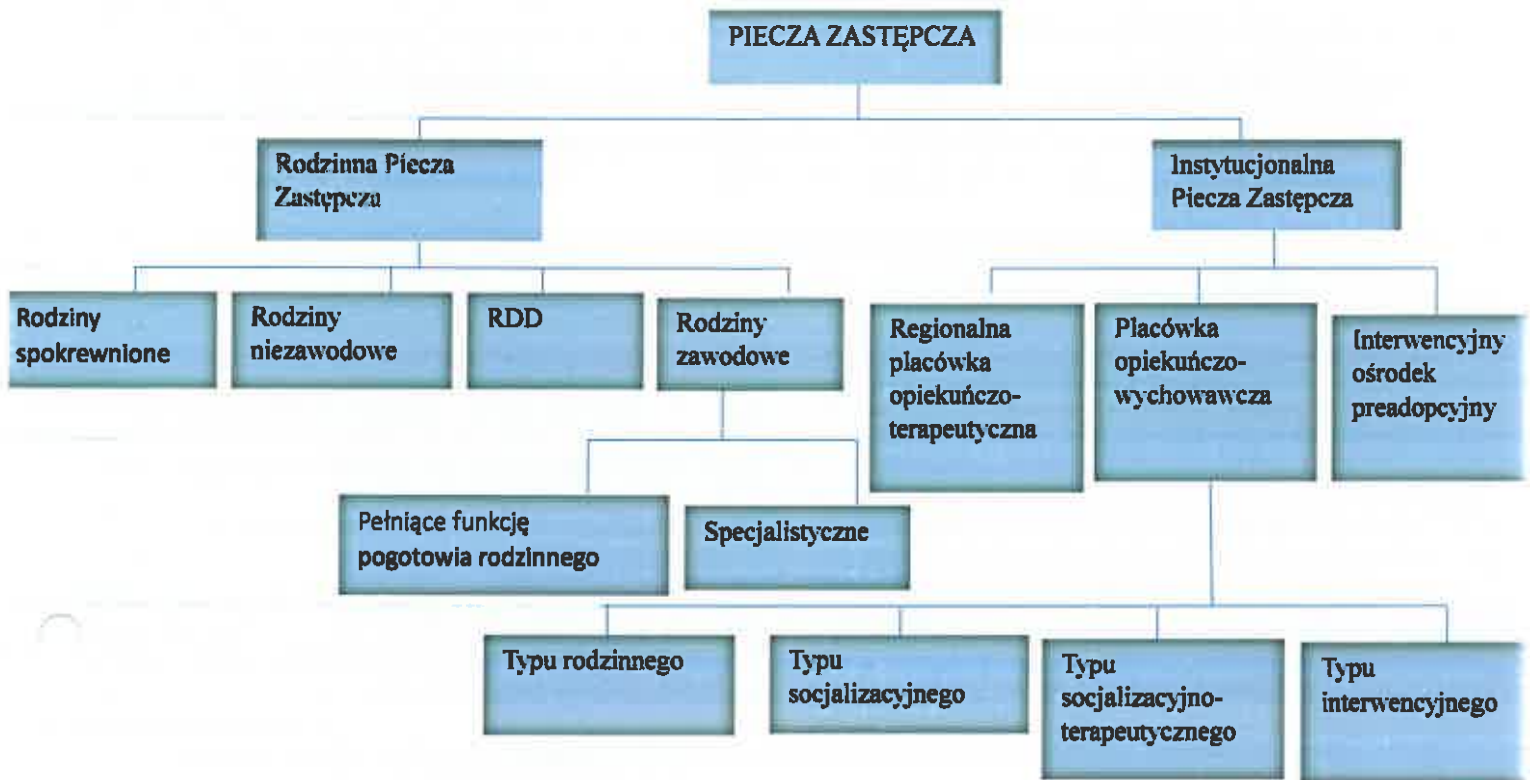 PIECZA ZASTĘPCZA
Rodzinna Piecza
Zastępcza
Instytucjonalna
Piecza Zastępcza
Rodziny
spokrewnione
Rodziny
niezawodowe
RDD
Rodziny
zawodowe
Regionalna
placówka
opiekuńczo-
terapeutyczna
Placówka
opiekuńczo-
wychowawcza
Interwencyjny
ośrodek
preadopcyjny
Pełniące funkcję
pogotowia rodzinnego
Specjalistyczne
Typu rodzinnego
Typu
socjalizacyjnego
Typu
socjalizacyjno-
terapeutycznego
Typu
interwencyjnego